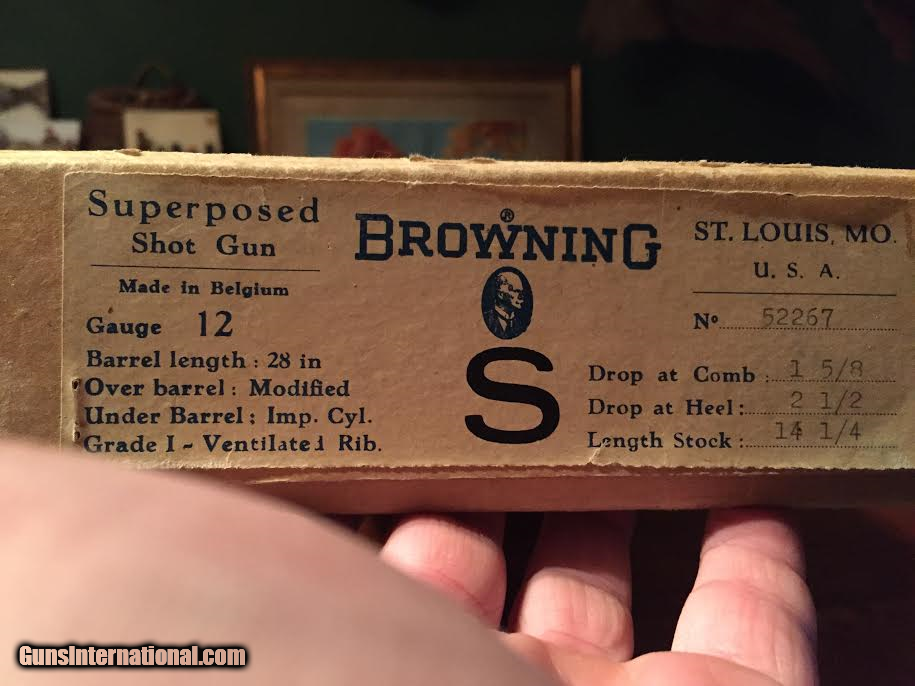 Superposed
Shot Gun
Made in Belgium
Gauge 12
Barrel length : 28 in
Over barrel : Modified
Under Barrel : Imp. Cyl.
Grade I - Ventilated Rib.
BROWNING®
S
ST. LOUIS, MO.
U. S. A.
Nº 52267
Drop at Comb : 1 5/8
Drop at Heel : 2 1/2
Length Stock : 14 1/4
GunsInternational.com